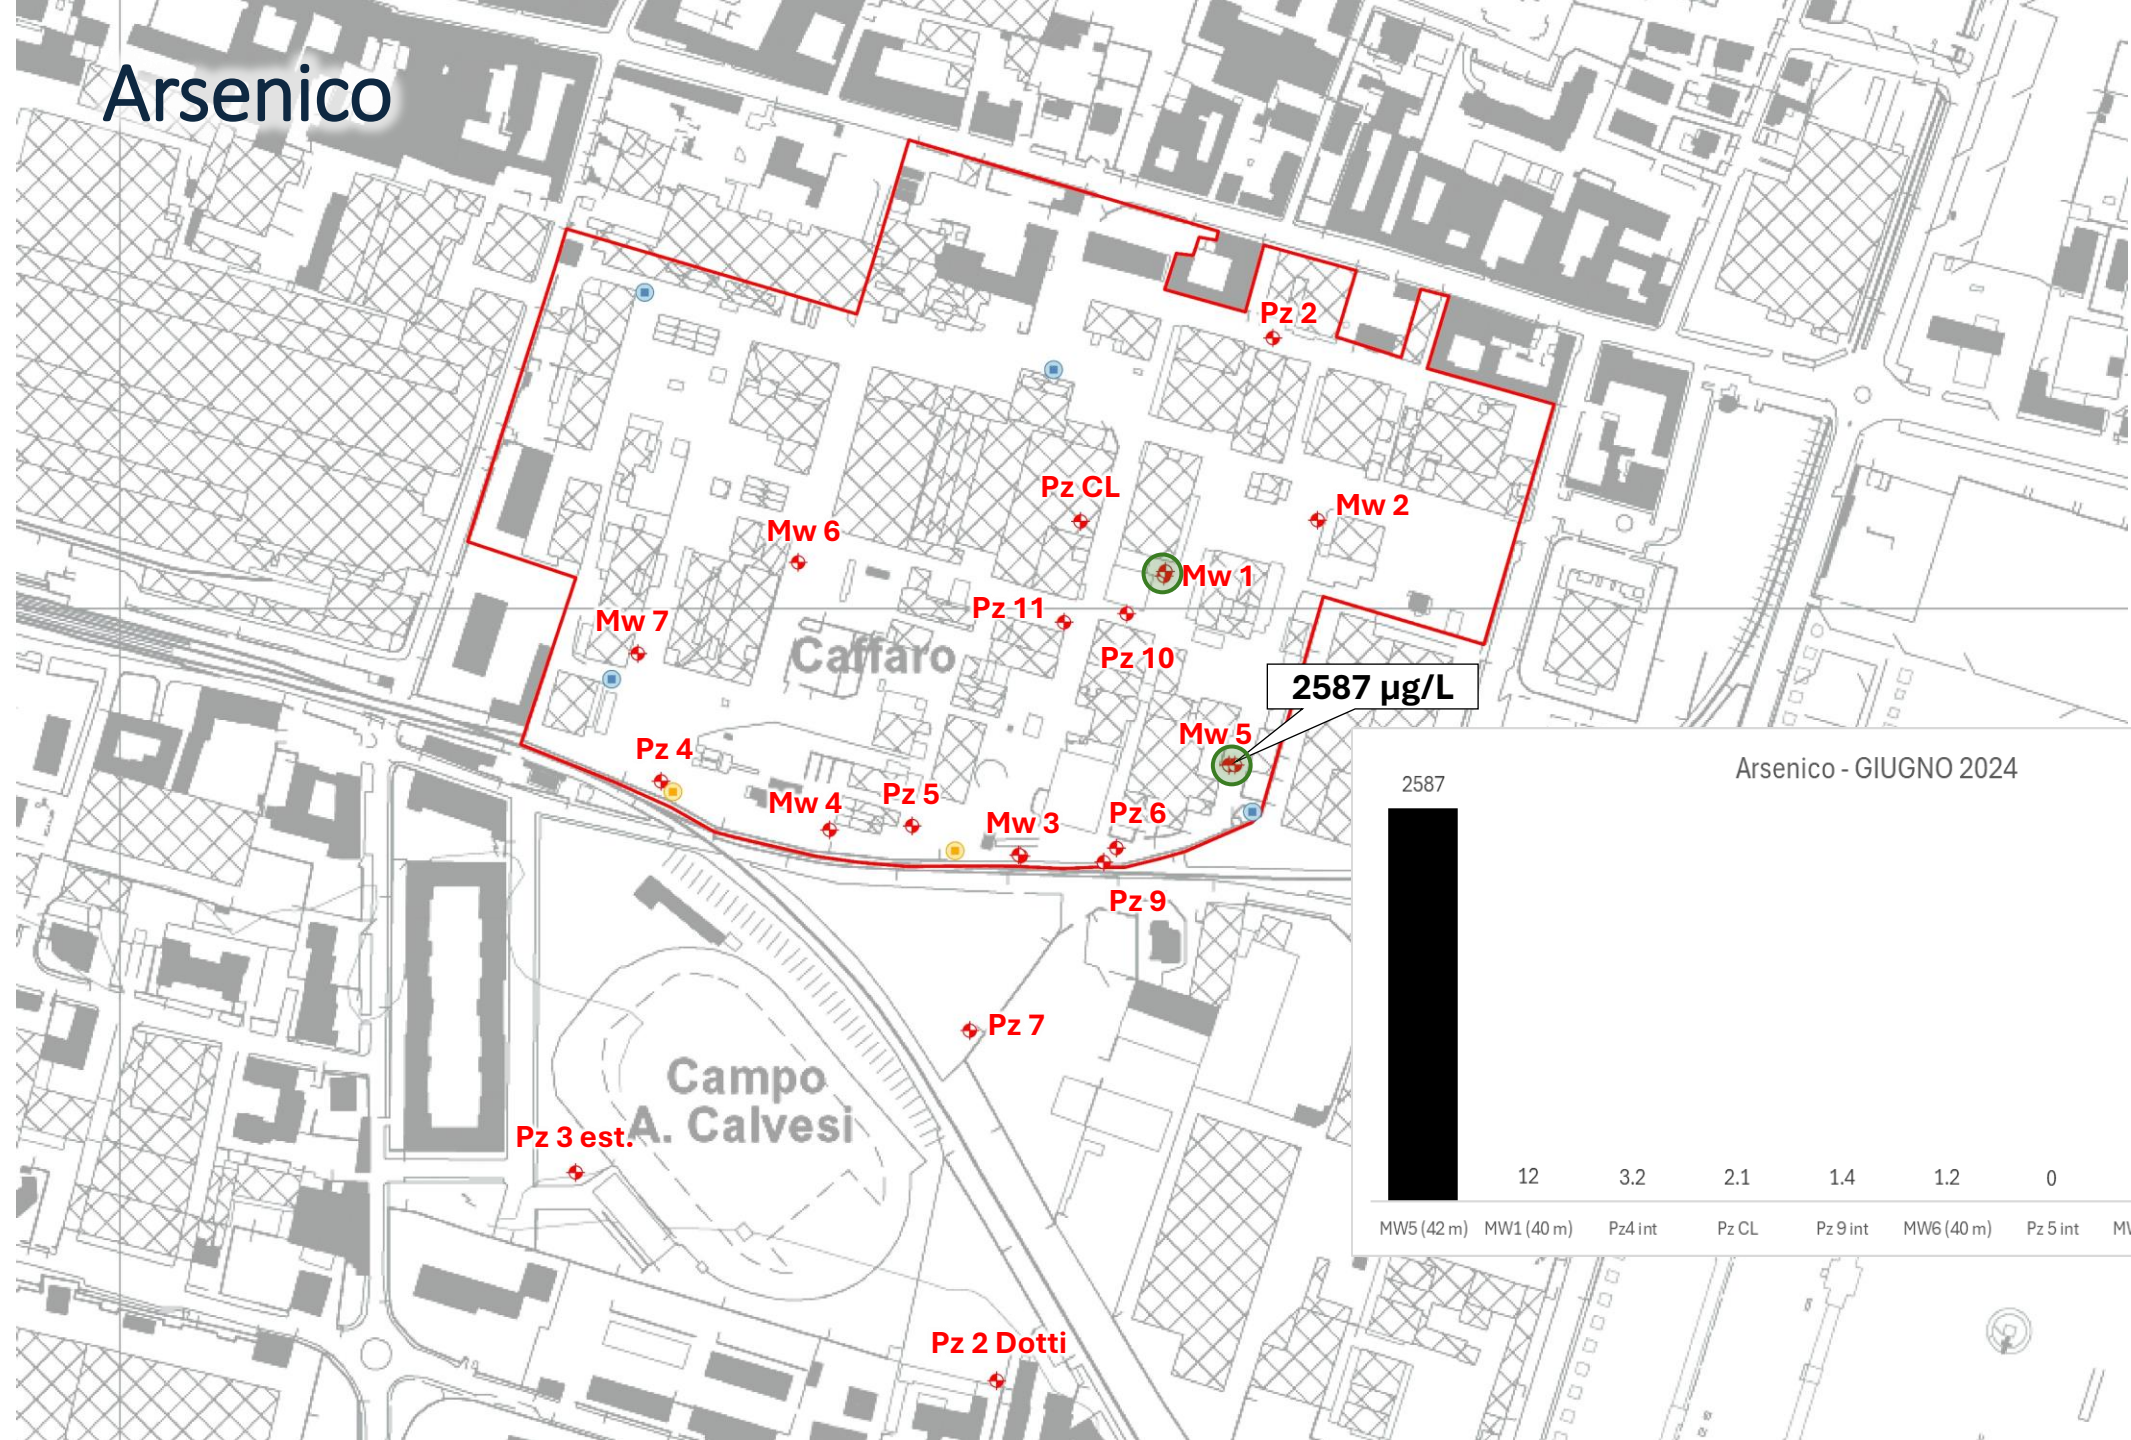 Arsenico
Pz 2
Pz CL
Mw 2
Mw 6
Mw 1
Pz 11
Mw 7
Caffaro
Pz 10
2587 µg/L
Mw 5
Pz 4
Mw 4
Pz 5
Mw 3
Pz 6
Pz 9
Pz 7
Campo
A. Calvesi
Pz 3 est.
Pz 2 Dotti
Arsenico - GIUGNO 2024
2587
12
3.2
2.1
1.4
1.2
0
MW5 (42 m)
MW1 (40 m)
Pz4 int
Pz CL
Pz 9 int
MW6 (40 m)
Pz 5 int